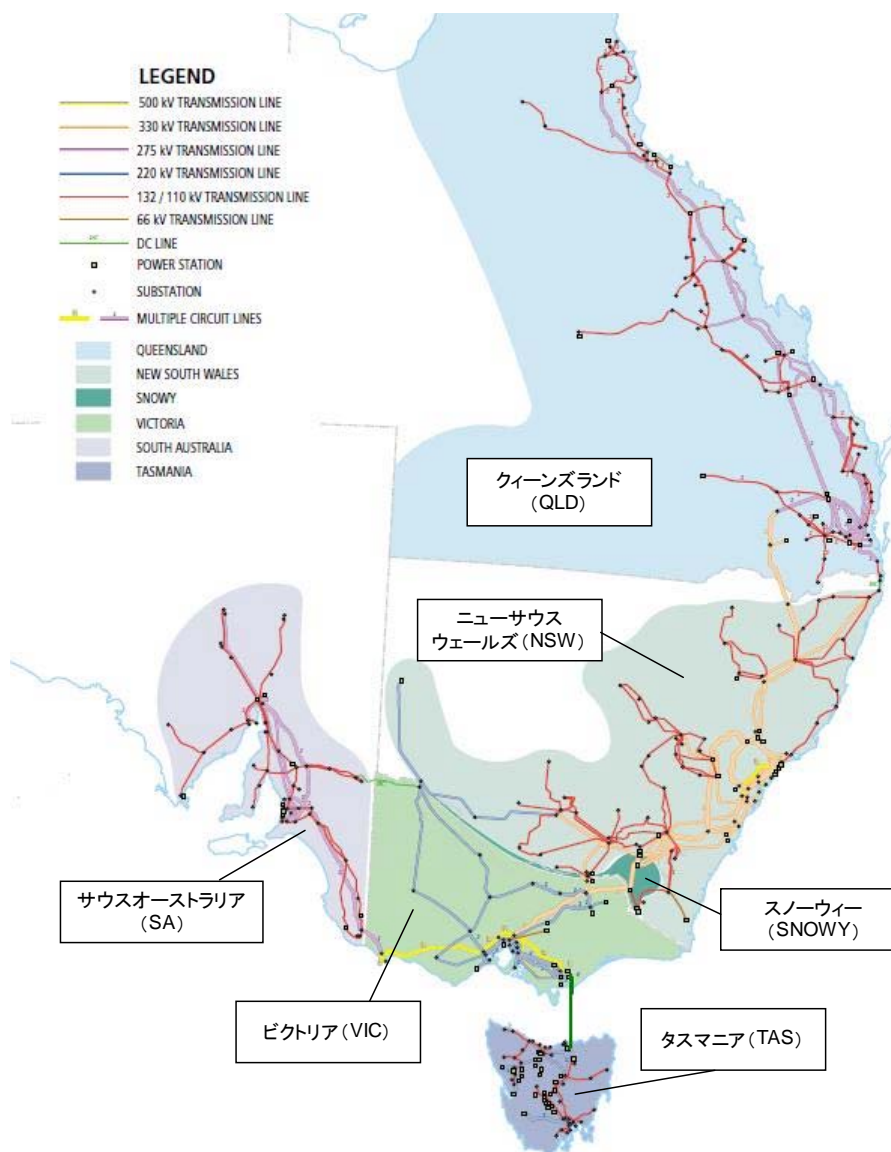 LEGEND
500 kV TRANSMISSION LINE
330 kV TRANSMISSION LINE
275 kV TRANSMISSION LINE
220 kV TRANSMISSION LINE
132 / 110 kV TRANSMISSION LINE
66 kV TRANSMISSION LINE
DC LINE
POWER STATION
SUBSTATION
MULTIPLE CIRCUIT LINES
QUEENSLAND
NEW SOUTH WALES
SNOWY
VICTORIA
SOUTH AUSTRALIA
TASMANIA
クィーンズランド
(QLD)
ニューサウス
ウェールズ(NSW)
サウスオーストラリア
(SA)
スノーウィー
(SNOWY)
ビクトリア(VIC)
タスマニア(TAS)